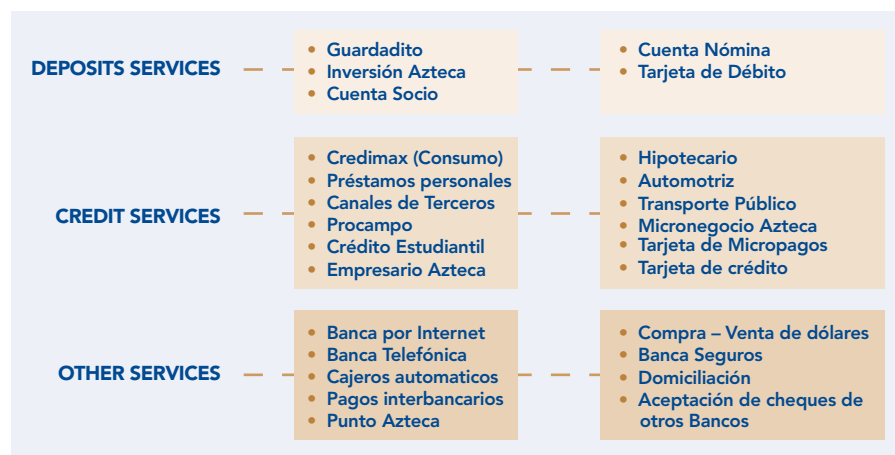 DEPOSITS SERVICES
• Guardadito
• Inversión Azteca
• Cuenta Socio
• Cuenta Nómina
• Tarjeta de Débito
CREDIT SERVICES
• Credimax (Consumo)
• Préstamos personales
• Canales de Terceros
• Procampo
• Crédito Estudiantil
• Empresario Azteca
• Hipotecario
• Automotriz
• Transporte Público
• Micronegocio Azteca
• Tarjeta de Micropagos
• Tarjeta de crédito
OTHER SERVICES
• Banca por Internet
• Banca Telefónica
• Cajeros automaticos
• Pagos interbancarios
• Punto Azteca
• Compra – Venta de dólares
• Banca Seguros
• Domiciliación
• Aceptación de cheques de
otros Bancos